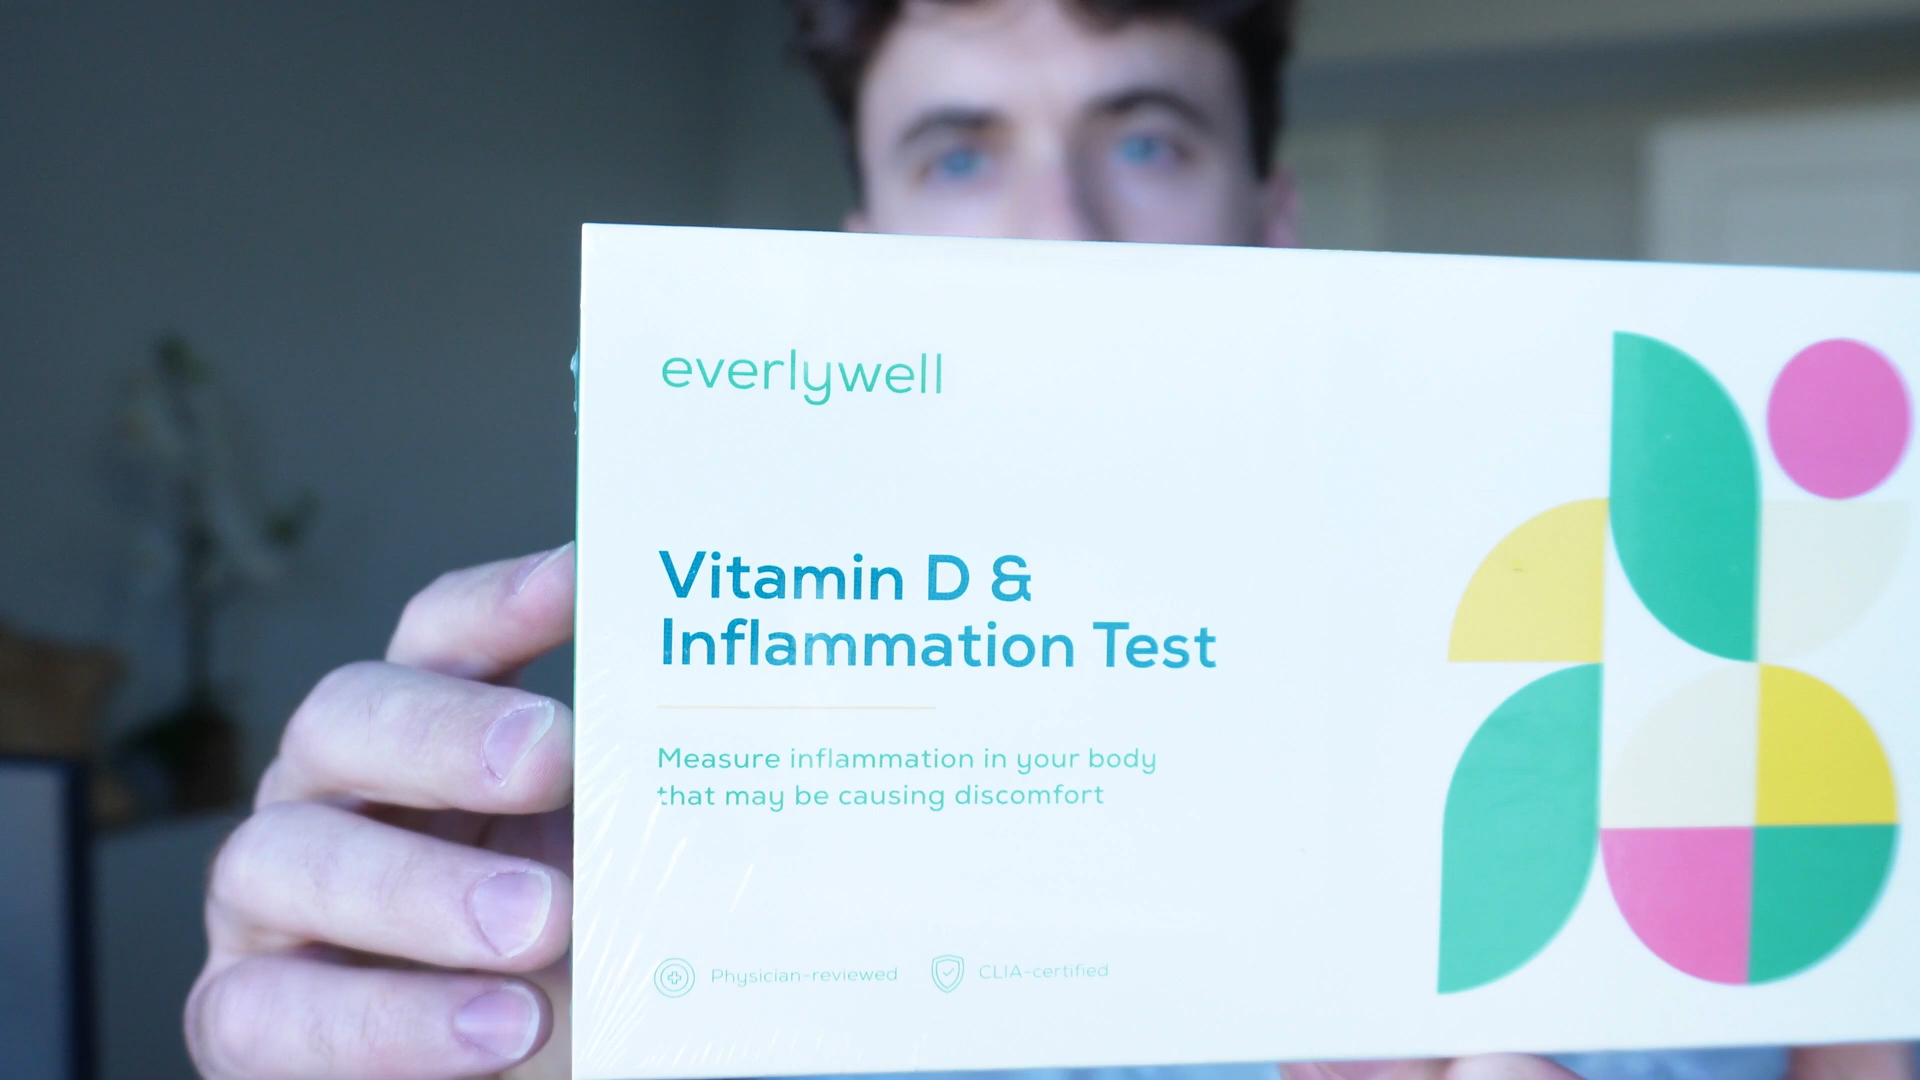 everlywell
Vitamin D &
Inflammation Test
Measure inflammation in your body
that may be causing discomfort
Physician-reviewed CLIA-certified